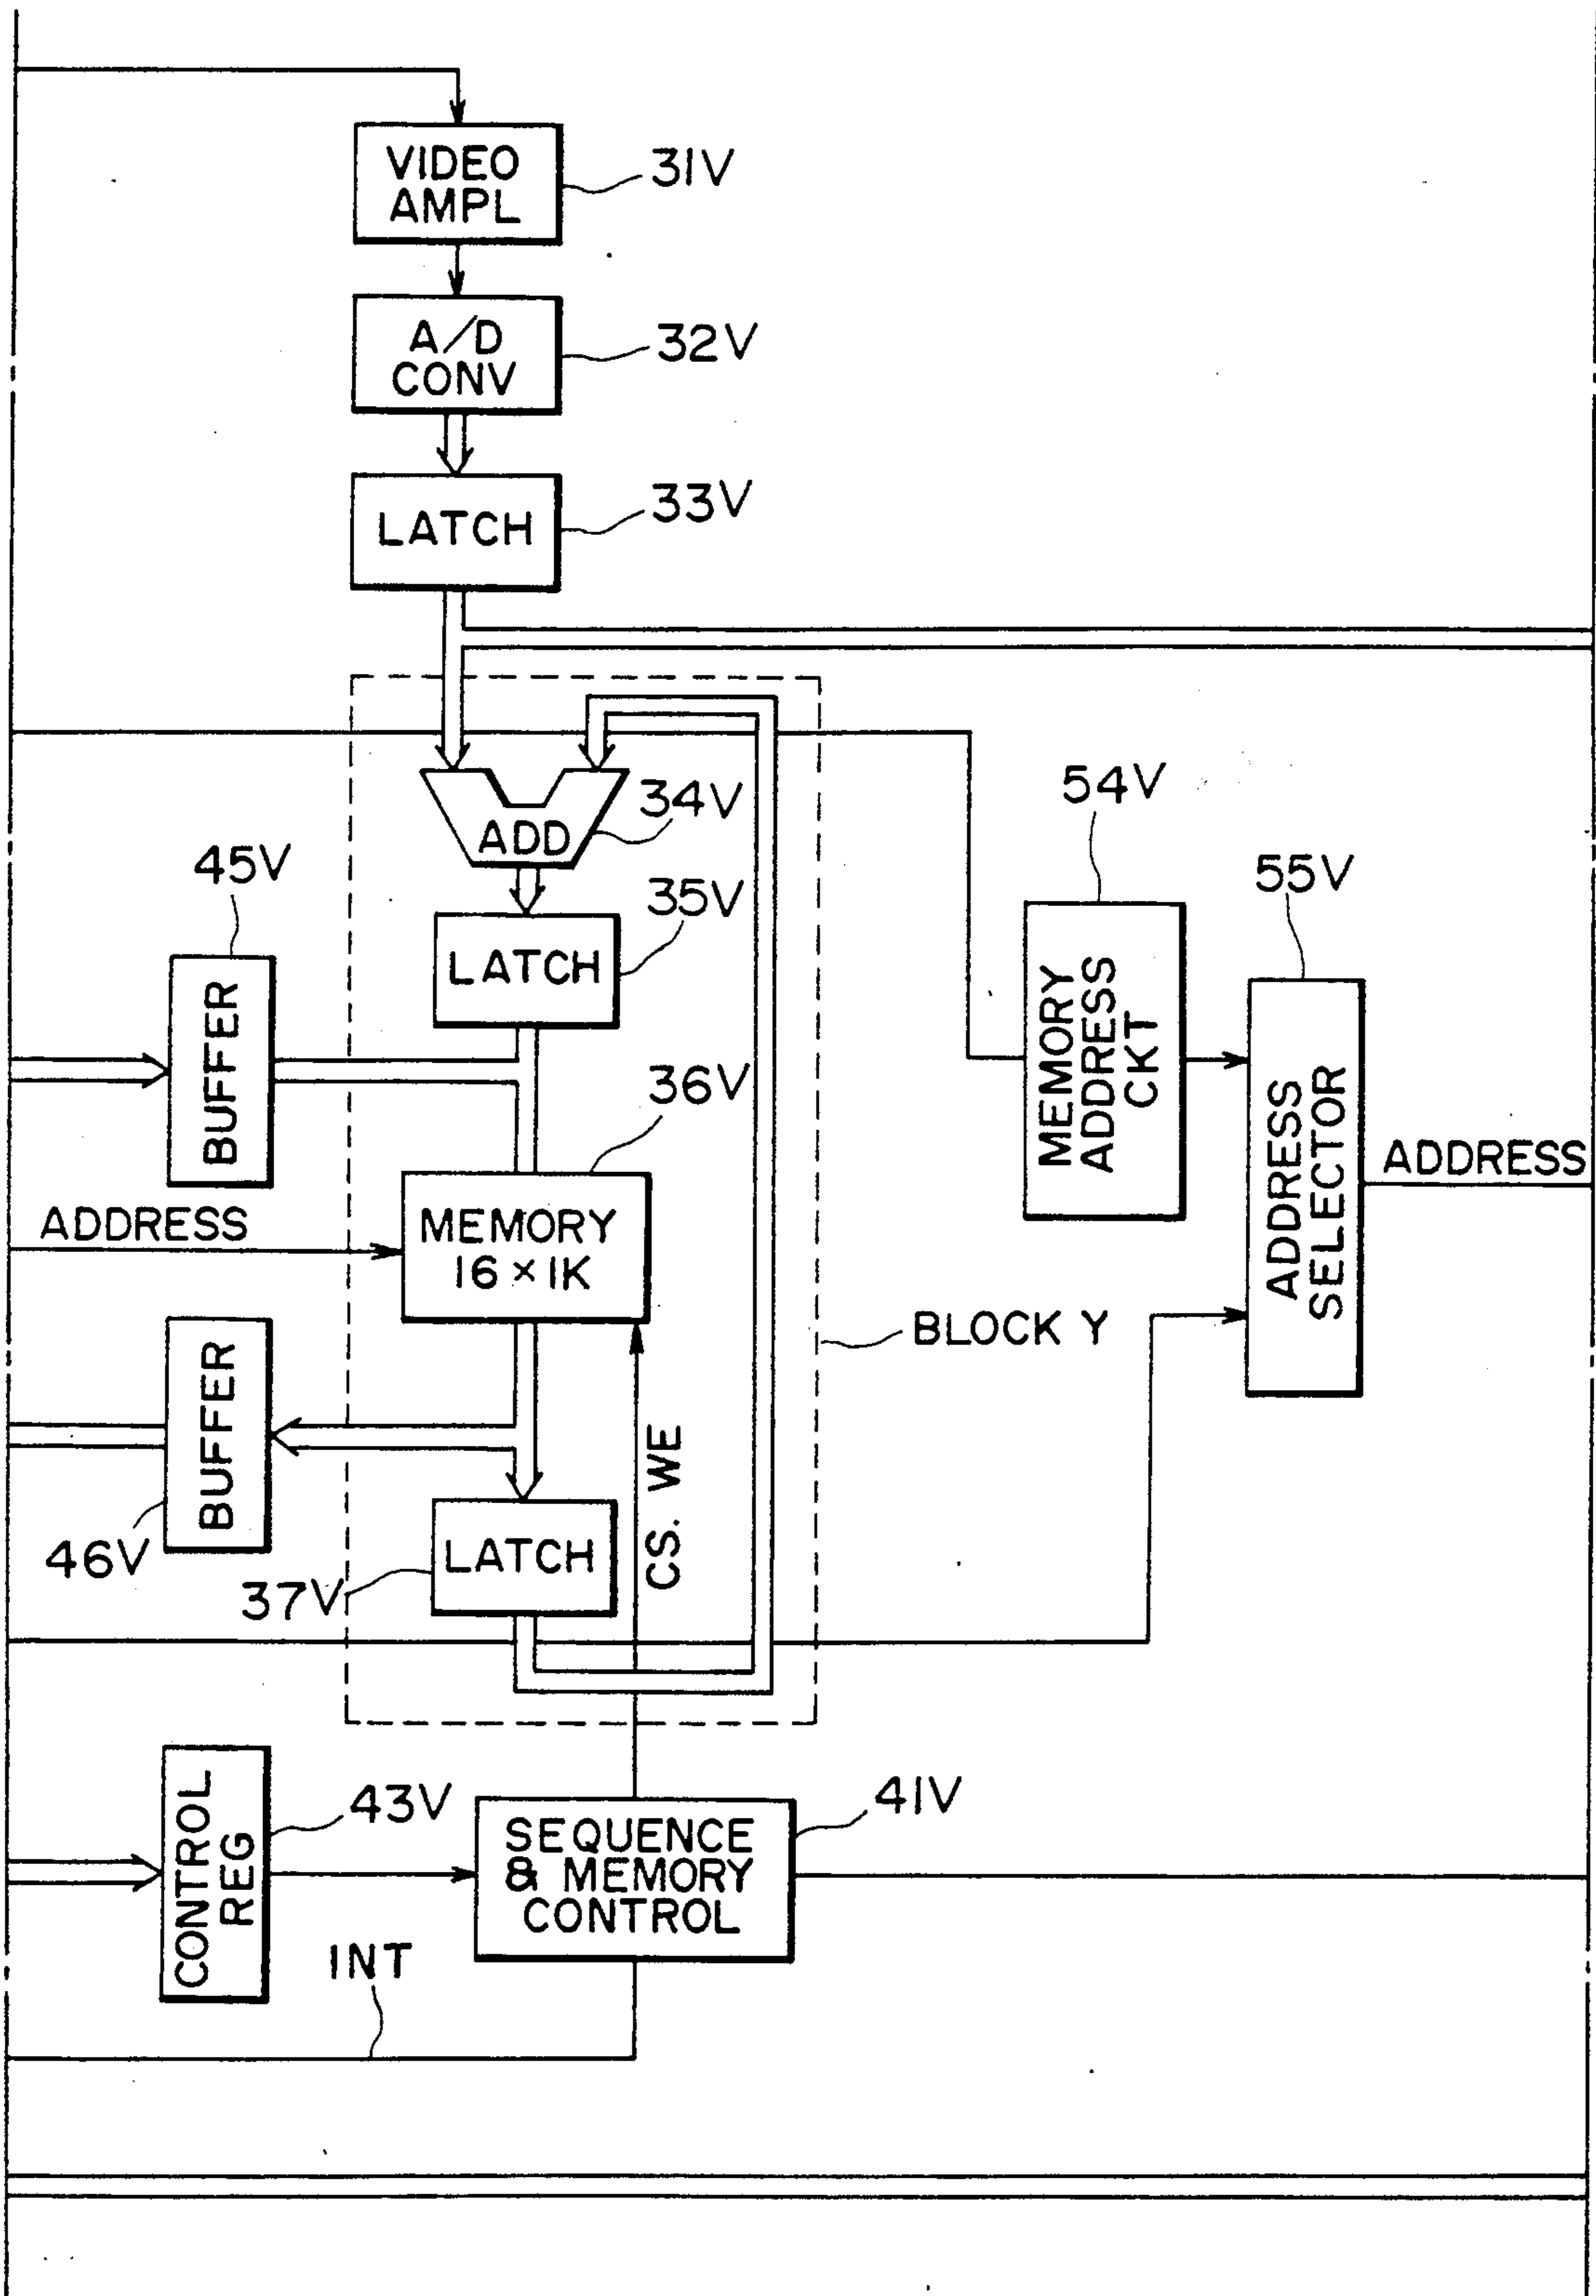 VIDEO
AMPL
31V
A/D
CONV
32V
LATCH
33V
ADD
34V
45V
BUFFER
LATCH
35V
54V
MEMORY
ADDRESS
CKT
55V
ADDRESS
SELECTOR
ADDRESS
36V
ADDRESS
MEMORY
16 × 1K
BLOCK Y
BUFFER
46V
CS. WE
LATCH
37V
CONTROL
REG
43V
SEQUENCE
& MEMORY
CONTROL
41V
INT